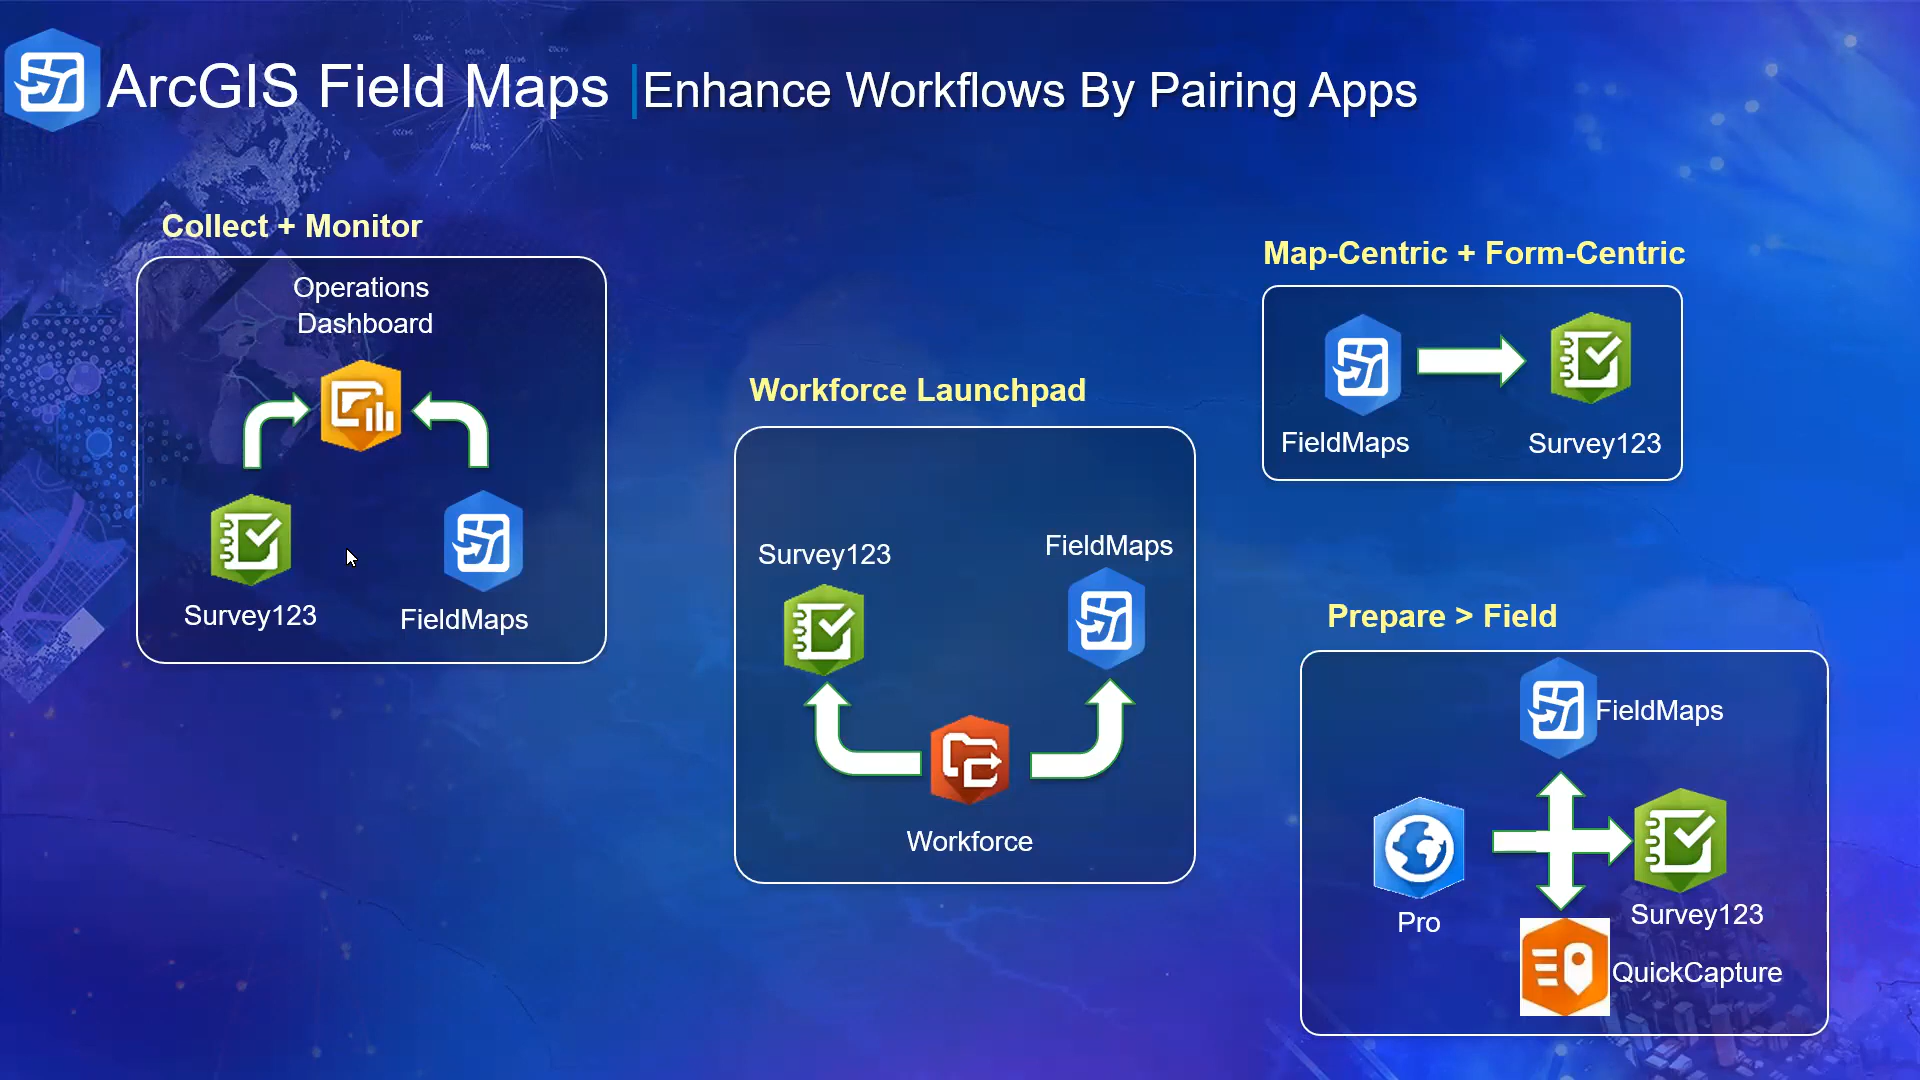 ArcGIS Field Maps | Enhance Workflows By Pairing Apps
Collect + Monitor
Operations
Dashboard
Survey123
FieldMaps
Workforce Launchpad
Survey123
FieldMaps
Workforce
Map-Centric + Form-Centric
FieldMaps
Survey123
Prepare > Field
FieldMaps
Pro
Survey123
QuickCapture